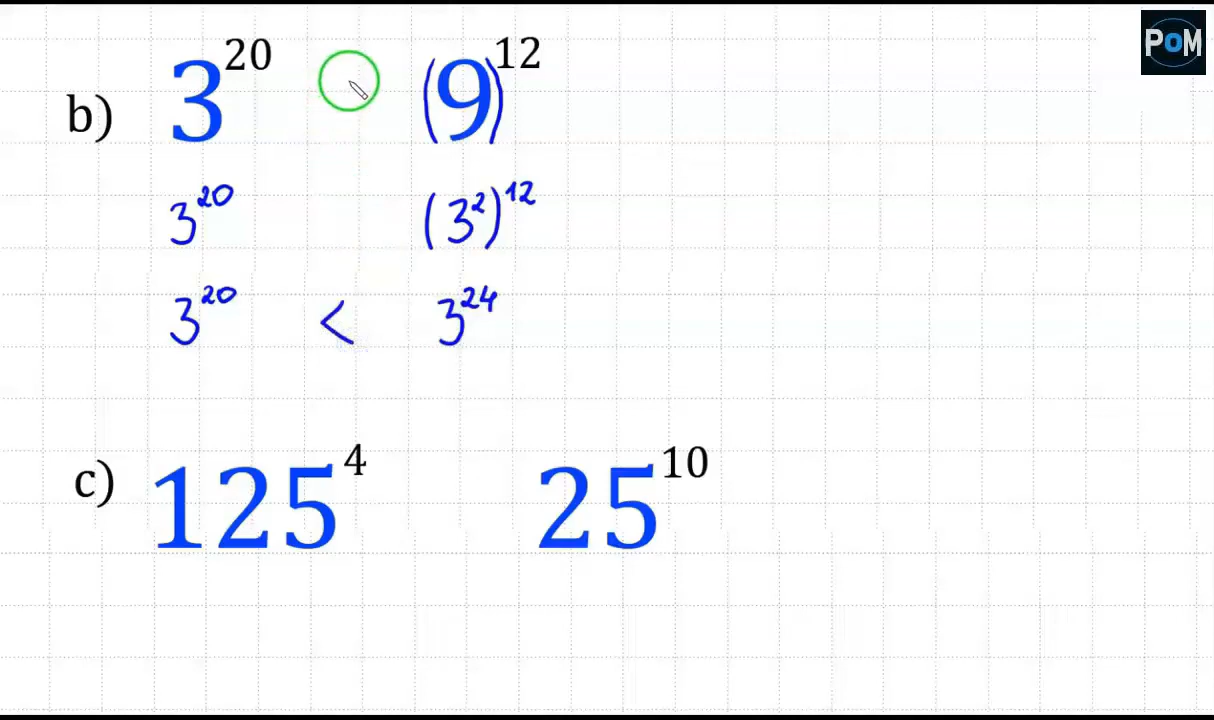 PoM
b) 3^20 (9)^12
3^20 (3^2)^12
3^20 < 3^24
c) 125^4 25^10